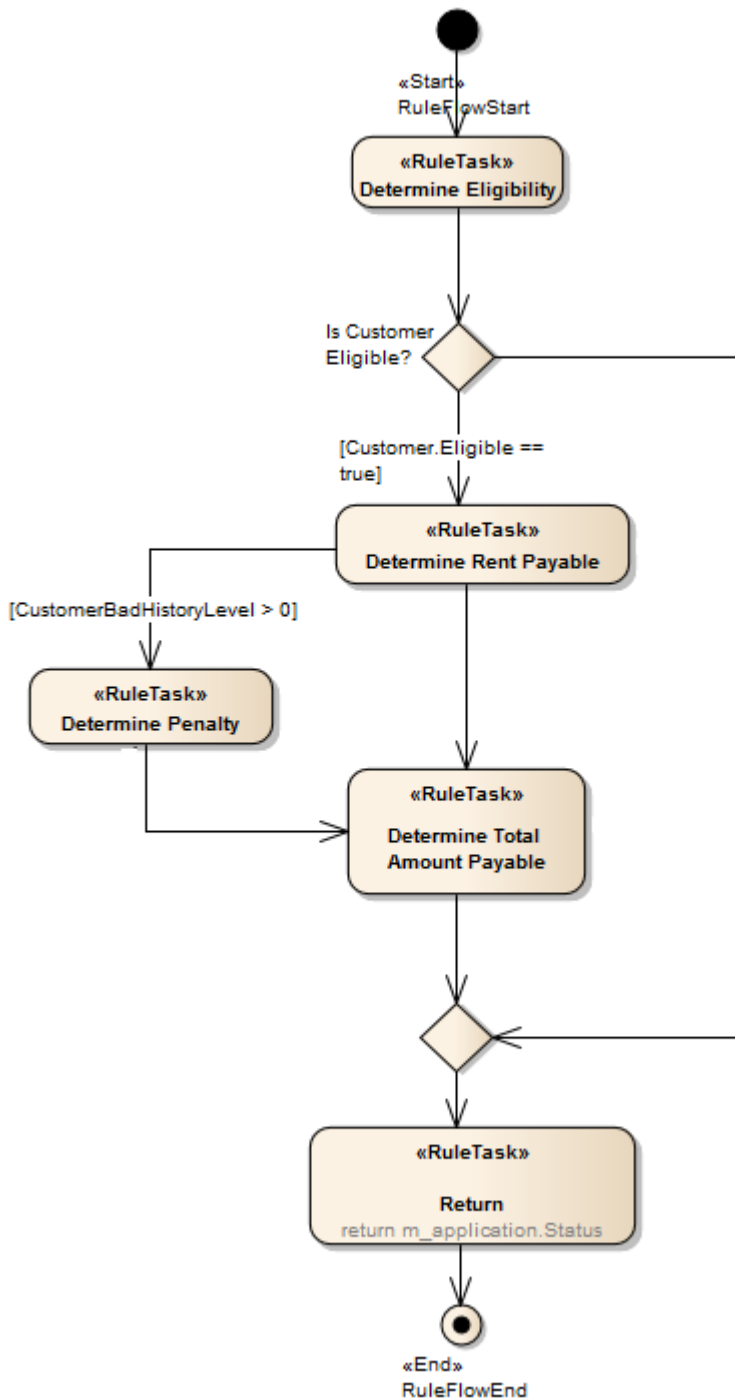 «Start»
RuleFlowStart
«RuleTask»
Determine Eligibility
Is Customer
Eligible?
[Customer.Eligible ==
true]
«RuleTask»
Determine Rent Payable
[CustomerBadHistoryLevel > 0]
«RuleTask»
Determine Penalty
«RuleTask»
Determine Total
Amount Payable
«RuleTask»
Return
return m_application.Status
«End»
RuleFlowEnd